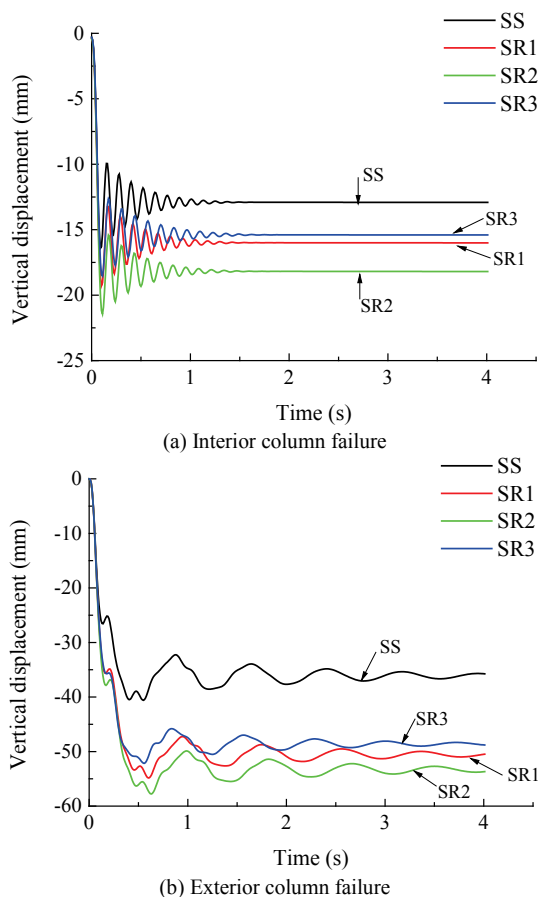 0
-5
-10
-15
-20
-25
Vertical displacement (mm)
SS
SR1
SR2
SR3
SS
SR3
SR1
SR2
0 1 2 3 4
Time (s)
(a) Interior column failure
0
-10
-20
-30
-40
-50
-60
Vertical displacement (mm)
SS
SR1
SR2
SR3
SS
SR3
SR1
SR2
0 1 2 3 4
Time (s)
(b) Exterior column failure